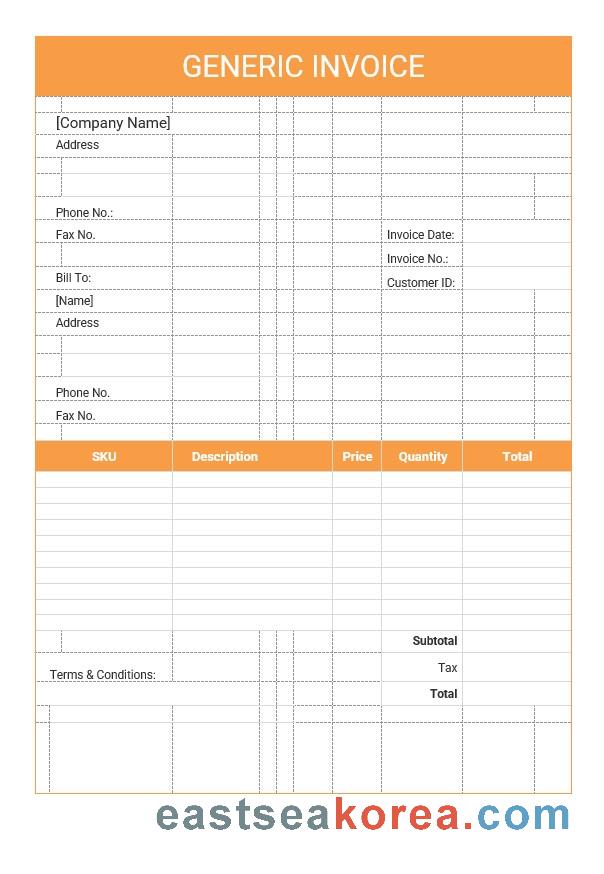 GENERIC INVOICE
[Company Name]
Address
Phone No.:
Fax No.
Invoice Date:
Invoice No.:
Bill To:
Customer ID:
[Name]
Address
Phone No.
Fax No.
SKU Description Price Quantity Total
Subtotal
Tax
Terms & Conditions:
Total
eastseakorea.com